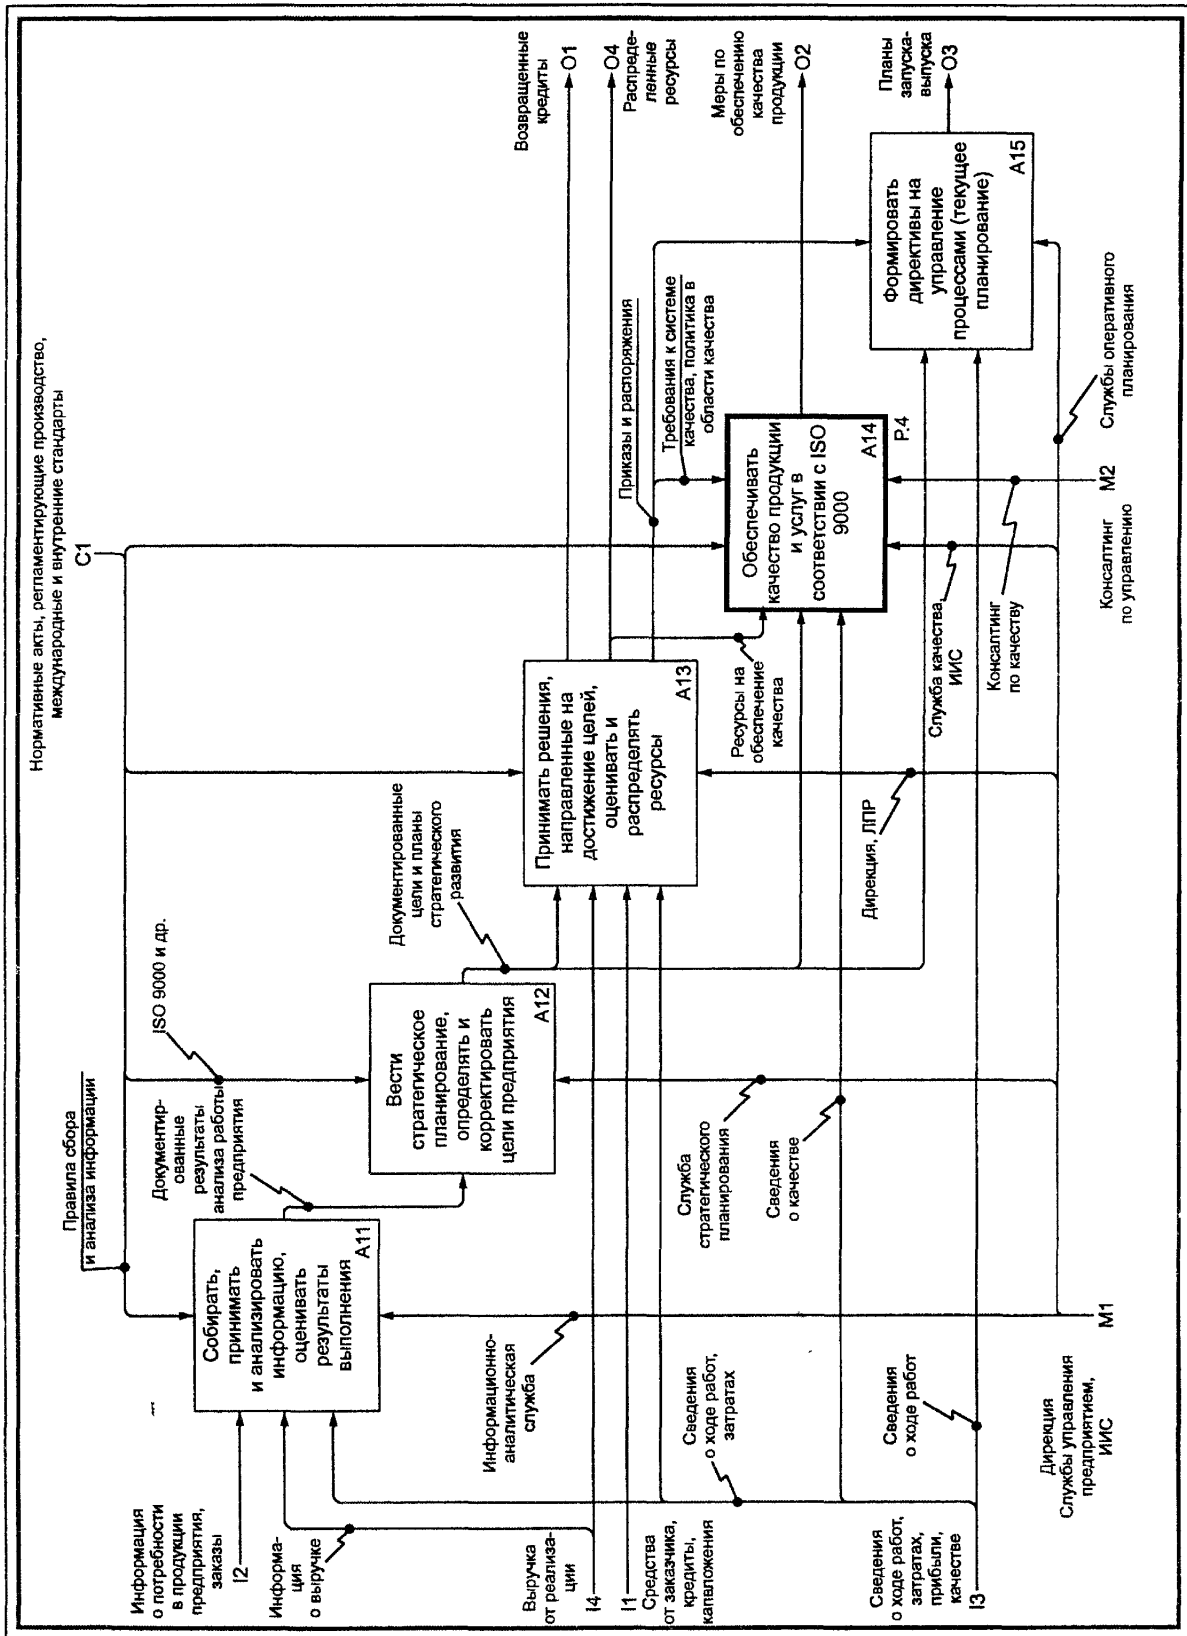 Нормативные акты, регламентирующие производство,
международные и внутренние стандарты
C1
Правила сбора
и анализа информации
ISO 9000 и др.
Документир-
ованные
результаты
анализа работы
предприятия
Информация
о потребности
в продукции
предприятия,
заказы
I2
Информа-
ция
о выручке
Собирать,
принимать
и анализировать
информацию,
оценивать
результаты
выполнения
A11
Вести
стратегическое
планирование,
определять и
корректировать
цели предприятия
A12
Документированные
цели и планы
стратегического
развития
Принимать решения,
направленные на
достижение целей,
оценивать и
распределять
ресурсы
A13
Возвращенные
кредиты
O1
O4
Распреде-
ленные
ресурсы
Приказы и распоряжения
Требования к системе
качества, политика в
области качества
Меры по
обеспечению
качества
продукции
O2
Обеспечивать
качество продукции
и услуг в
соответствии с ISO
9000
A14
P.4
Ресурсы на
обеспечение
качества
Планы
запуска-
выпуска
O3
Формировать
директивы на
управление
процессами (текущее
планирование)
A15
Выручка
от реализа-
ции
I4
I1
Средства
от заказчика,
кредиты,
капвложения
Информационно-
аналитическая
служба
Служба
стратегического
планирования
Сведения
о качестве
Дирекция, ЛПР
Служба качества,
ИИС
Консалтинг
по качеству
Службы оперативного
планирования
Сведения
о ходе работ,
затратах
Сведения
о ходе работ
Сведения
о ходе работ,
затратах,
прибыли,
качестве
I3
Дирекция
Службы управления
предприятием,
ИИС
M1
Консалтинг
по управлению
M2